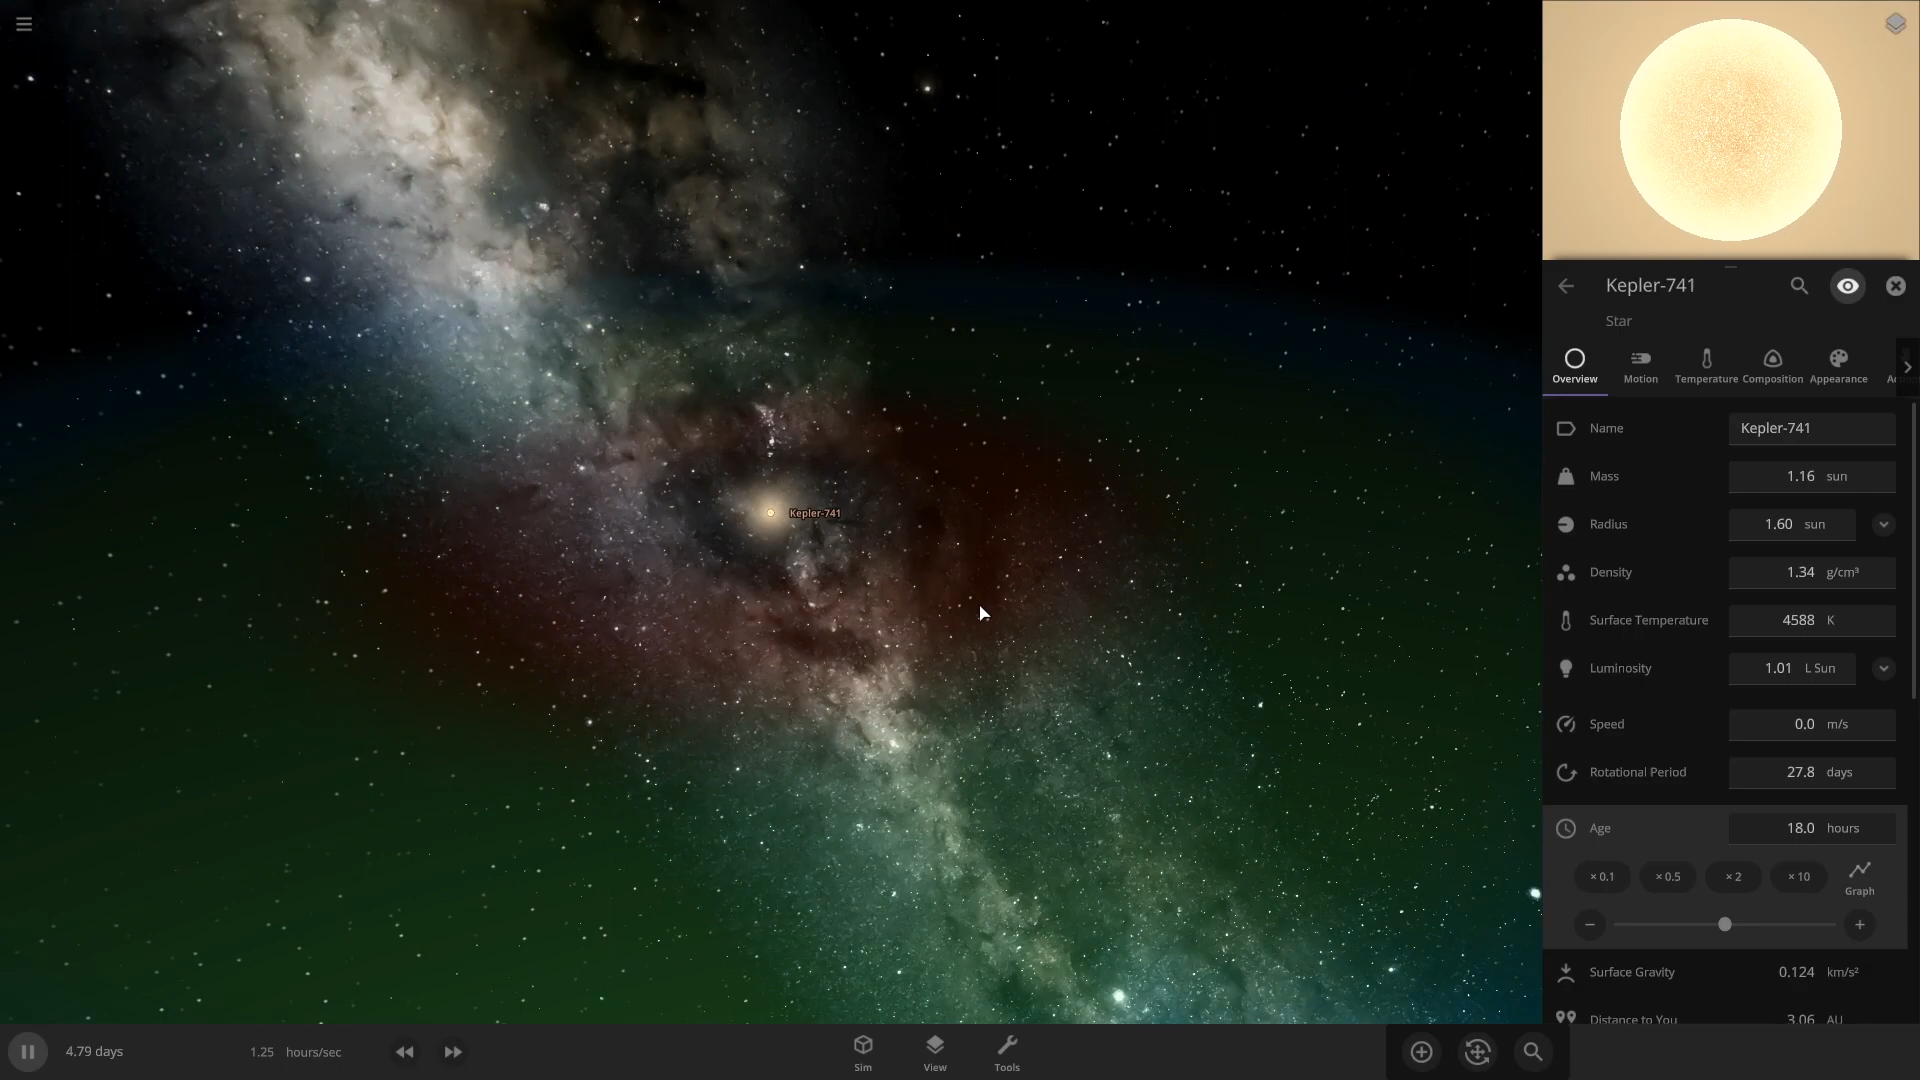 Kepler-741
Star
Overview Motion Temperature Composition Appearance
Name Kepler-741
Mass 1.16 sun
Radius 1.60 sun
Density 1.34 g/cm³
Surface Temperature 4588 K
Luminosity 1.01 L Sun
Speed 0.0 m/s
Rotational Period 27.8 days
Age 18.0 hours
× 0.1 × 0.5 × 2 × 10 Graph
Surface Gravity 0.124 km/s²
Distance to You 3.06 AU
Kepler-741
4.79 days 1.25 hours/sec
Sim View Tools